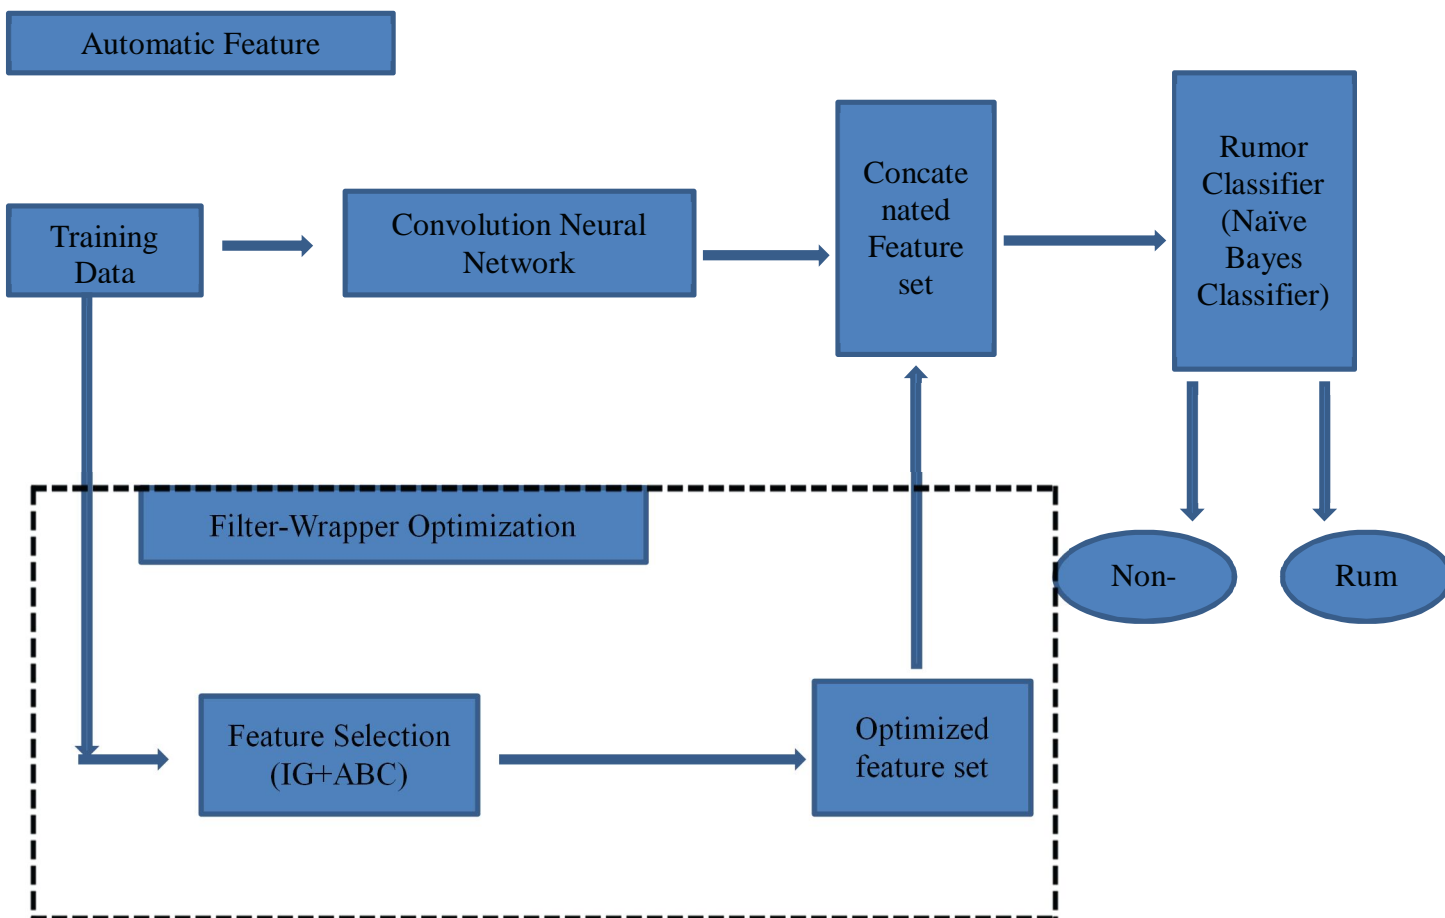 Automatic Feature
Training
Data
Convolution Neural
Network
Concate
nated
Feature
set
Rumor
Classifier
(Naïve
Bayes
Classifier)
Filter-Wrapper Optimization
Non-
Rum
Feature Selection
(IG+ABC)
Optimized
feature set